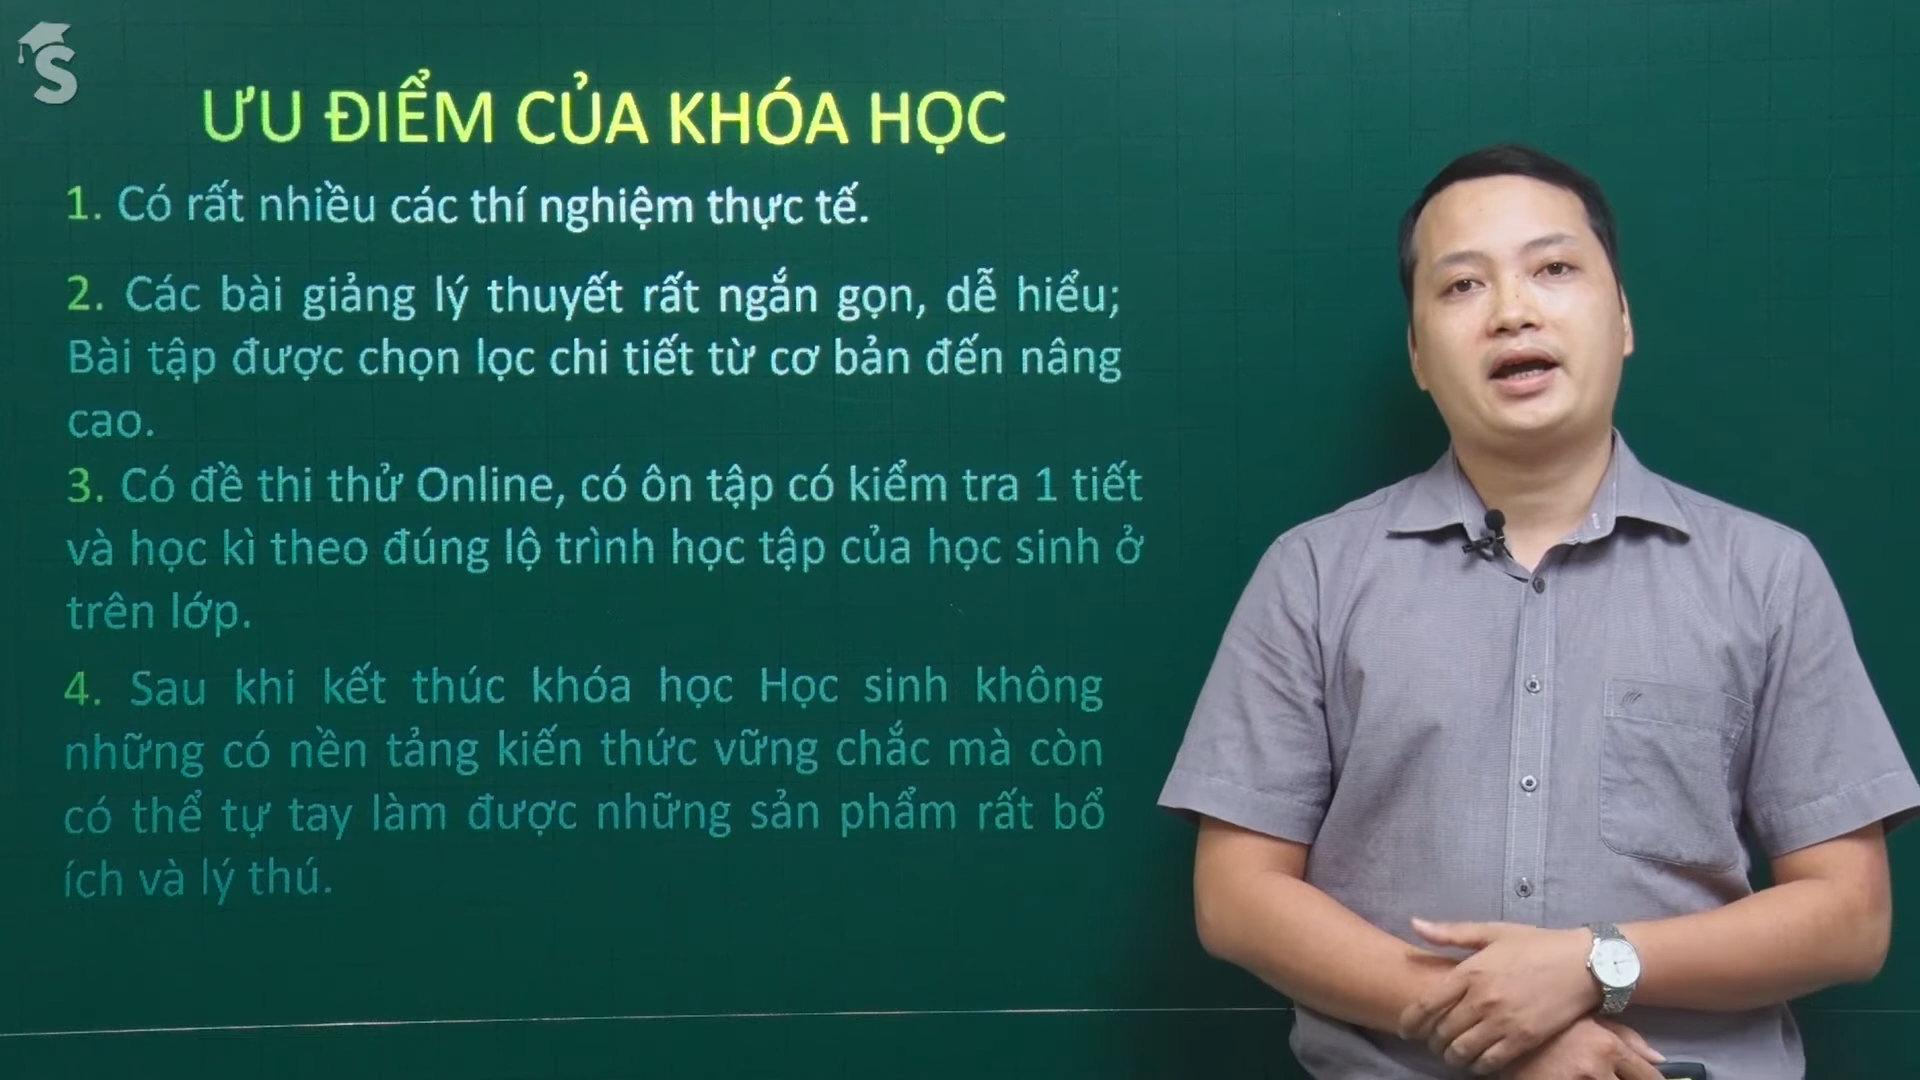 S
ƯU ĐIỂM CỦA KHÓA HỌC
1. Có rất nhiều các thí nghiệm thực tế.
2. Các bài giảng lý thuyết rất ngắn gọn, dễ hiểu;
Bài tập được chọn lọc chi tiết từ cơ bản đến nâng
cao.
3. Có đề thi thử Online, có ôn tập có kiểm tra 1 tiết
và học kì theo đúng lộ trình học tập của học sinh ở
trên lớp.
4. Sau khi kết thúc khóa học Học sinh không
những có nền tảng kiến thức vững chắc mà còn
có thể tự tay làm được những sản phẩm rất bổ
ích và lý thú.